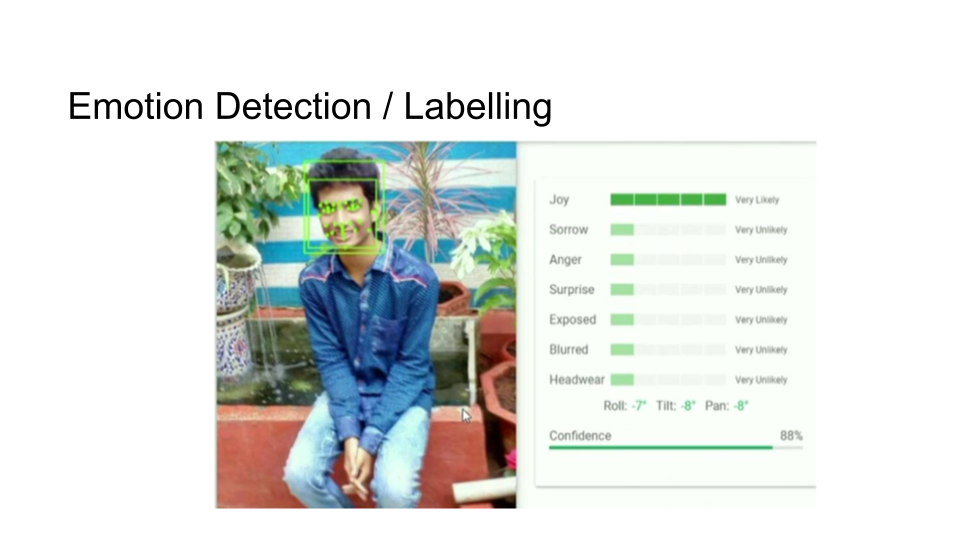 Emotion Detection / Labelling
Joy Very Likely
Sorrow Very Unlikely
Anger Very Unlikely
Surprise Very Unlikely
Exposed Very Unlikely
Blurred Very Unlikely
Headwear Very Unlikely
Roll: -7° Tilt: -8° Pan: -8°
Confidence 88%